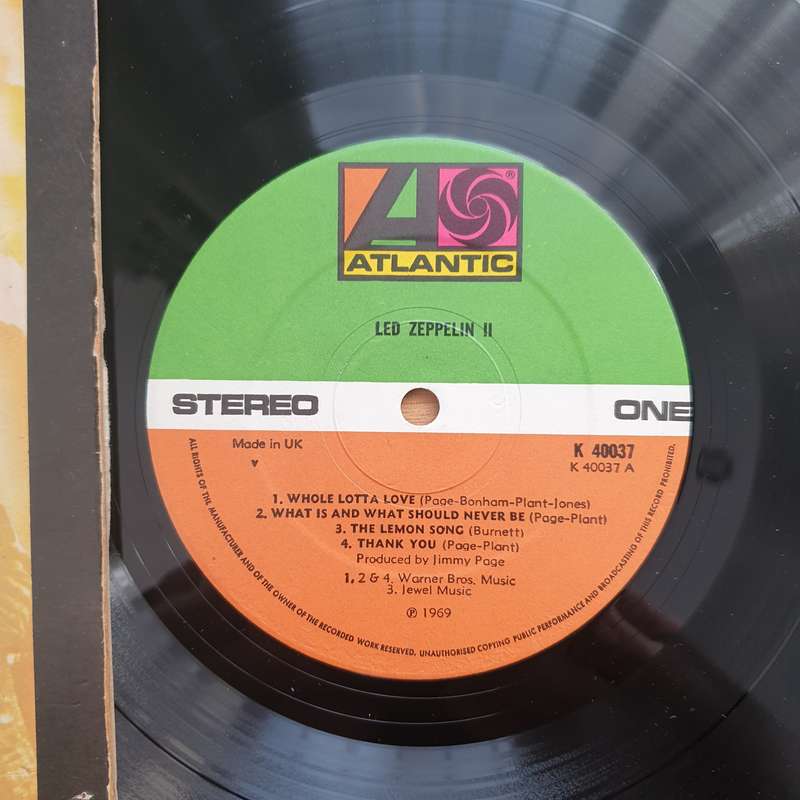 ATLANTIC ®
LED ZEPPELIN II
STEREO
ONE
Made in UK
v
K 40037
K 40037 A
1. WHOLE LOTTA LOVE (Page-Bonham-Plant-Jones)
2. WHAT IS AND WHAT SHOULD NEVER BE (Page-Plant)
3. THE LEMON SONG (Burnett)
4. THANK YOU (Page-Plant)
Produced by Jimmy Page
1, 2 & 4. Warner Bros. Music
3. Jewel Music
℗ 1969
ALL RIGHTS OF THE MANUFACTURER AND OF THE OWNER OF THE RECORDED WORK RESERVED. UNAUTHORISED COPYING PUBLIC PERFORMANCE AND BROADCASTING OF THIS RECORD PROHIBITED.